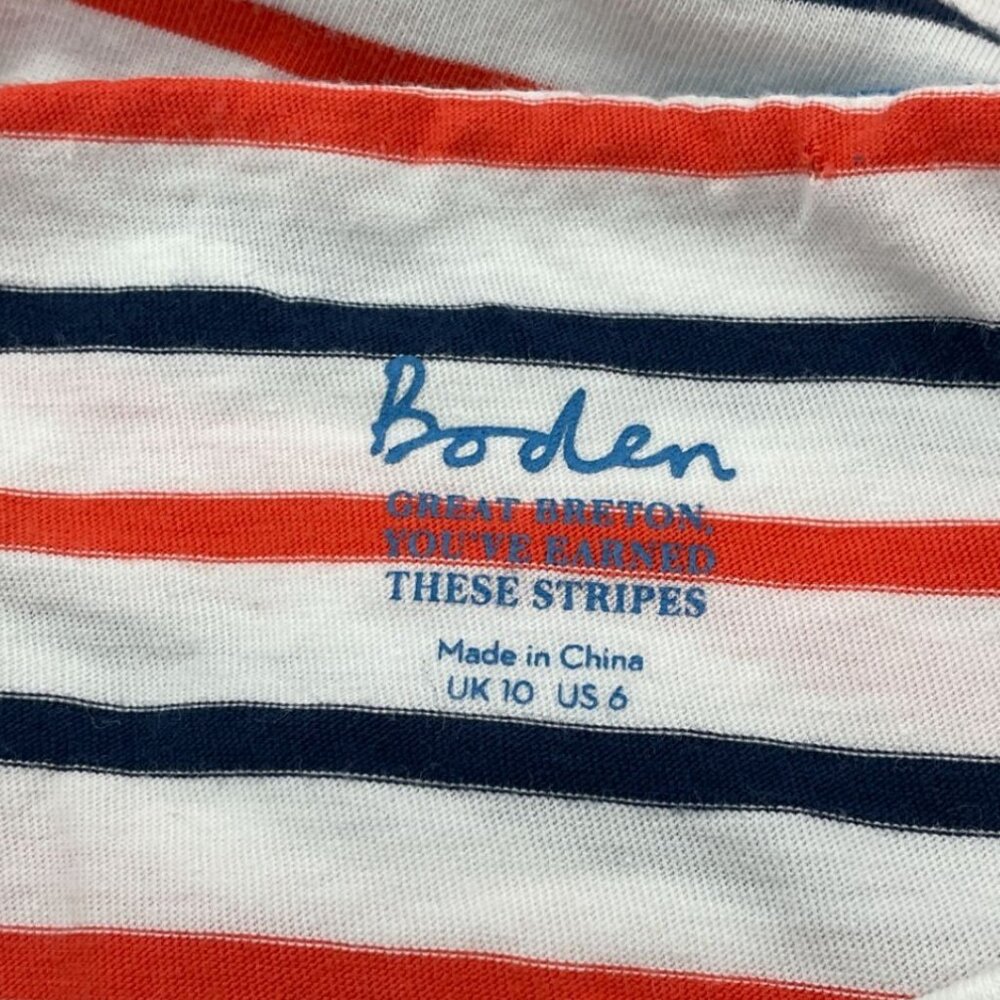 Boden
GREAT BRETON,
YOU'VE EARNED
THESE STRIPES
Made in China
UK 10 US 6